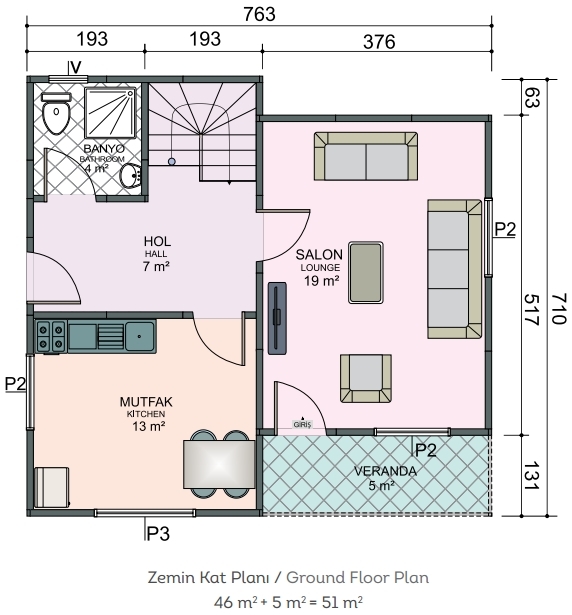 763
193
193
376
V
63
BANYO
BATHROOM
4 m²
P2
HOL
HALL
7 m²
SALON
LOUNGE
19 m²
517
710
P2
MUTFAK
KİTCHEN
13 m²
GİRİŞ
P2
VERANDA
5 m²
131
P3
Zemin Kat Planı / Ground Floor Plan
46 m² + 5 m² = 51 m²